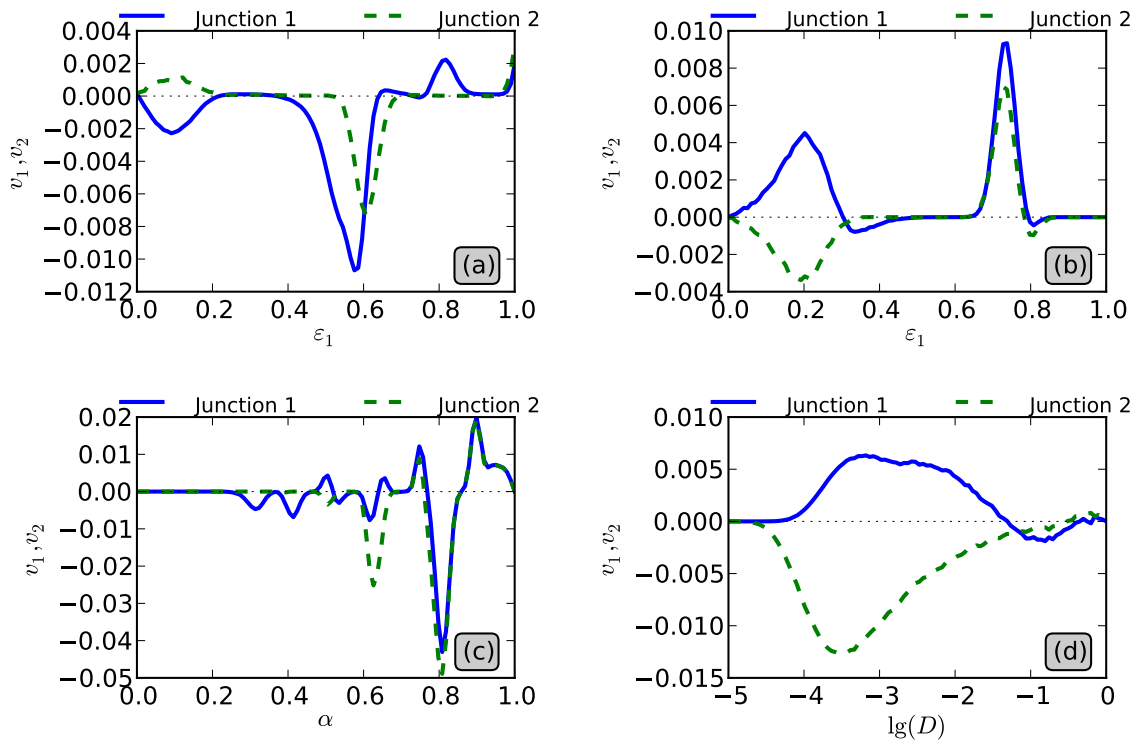 Junction 1 Junction 2
0.004
0.002
0.000
−0.002
−0.004
−0.006
−0.008
−0.010
−0.012
v₁, v₂
(a)
0.0 0.2 0.4 0.6 0.8 1.0
ε₁
Junction 1 Junction 2
0.010
0.008
0.006
0.004
0.002
0.000
−0.002
−0.004
v₁, v₂
(b)
0.0 0.2 0.4 0.6 0.8 1.0
ε₁
Junction 1 Junction 2
0.02
0.01
0.00
−0.01
−0.02
−0.03
−0.04
−0.05
v₁, v₂
(c)
0.0 0.2 0.4 0.6 0.8 1.0
α
Junction 1 Junction 2
0.010
0.005
0.000
−0.005
−0.010
−0.015
v₁, v₂
(d)
−5 −4 −3 −2 −1 0
lg(D)